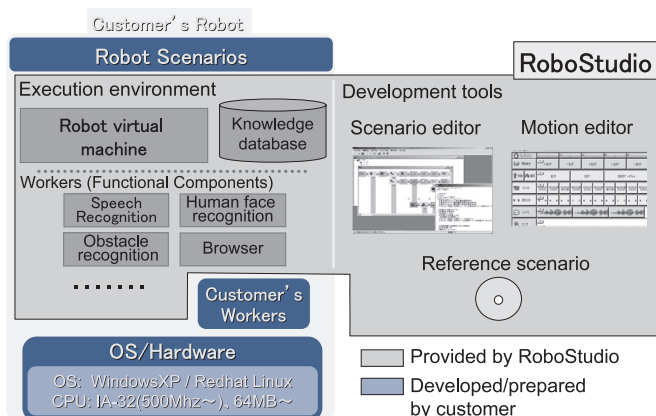 Customer's Robot
Robot Scenarios
RoboStudio
Execution environment
Robot virtual
machine
Knowledge
database
Workers (Functional Components)
Speech
Recognition
Human face
recognition
Obstacle
recognition
Browser
.......
Customer's
Workers
OS/Hardware
OS: WindowsXP / Redhat Linux
CPU: IA-32(500Mhz～)、64MB～
Development tools
Scenario editor
Motion editor
Reference scenario
Provided by RoboStudio
Developed/prepared
by customer